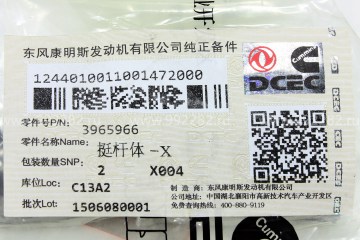 东风康明斯发动机有限公司纯正备件
1244010011001472000
DCEC
Cummins
零件号P/N: 3965966
零件名Name: 挺杆体 -X
包装数量SNP: 2 X004
库位Loc: C13A2
批次Lot: 1506080001
制造商:东风康明斯发动机有限公司
地址:中国湖北襄阳市高新技术汽车产业开发区
免费查询热线:400-880-9119